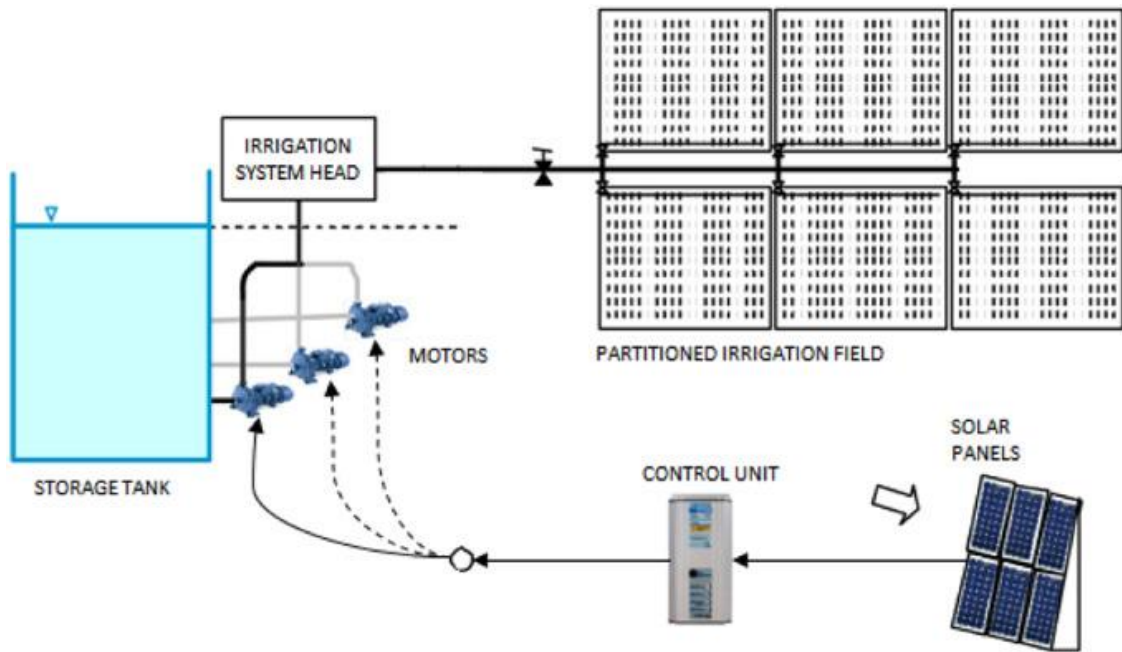 IRRIGATION
SYSTEM HEAD
MOTORS
PARTITIONED IRRIGATION FIELD
STORAGE TANK
CONTROL UNIT
SOLAR
PANELS